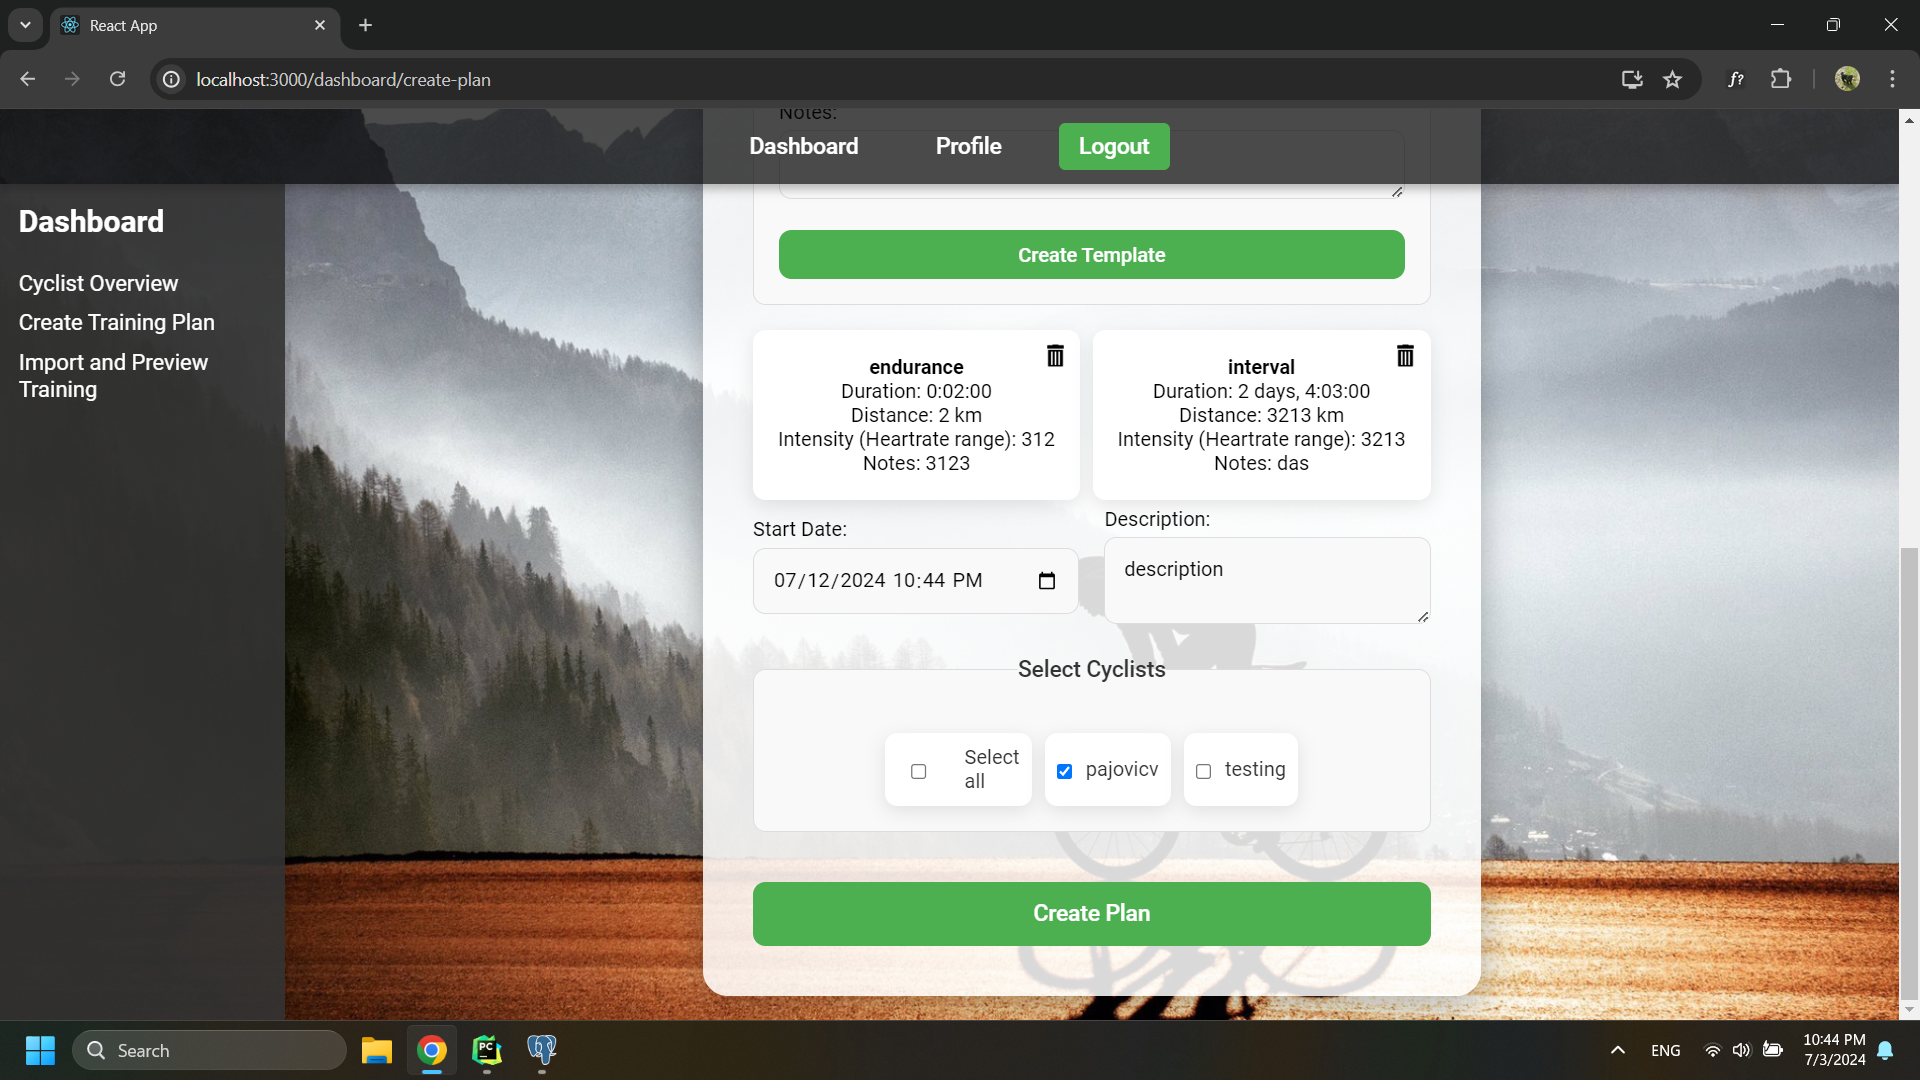 React App
localhost:3000/dashboard/create-plan
f?
Notes:
Dashboard
Profile
Logout
Dashboard
Cyclist Overview
Create Training Plan
Import and Preview
Training
Create Template
endurance
Duration: 0:02:00
Distance: 2 km
Intensity (Heartrate range): 312
Notes: 3123
interval
Duration: 2 days, 4:03:00
Distance: 3213 km
Intensity (Heartrate range): 3213
Notes: das
Start Date:
07/12/2024 10:44 PM
Description:
description
Select Cyclists
Select
all
pajovicv
testing
Create Plan
Search
PC
ENG
10:44 PM
7/3/2024